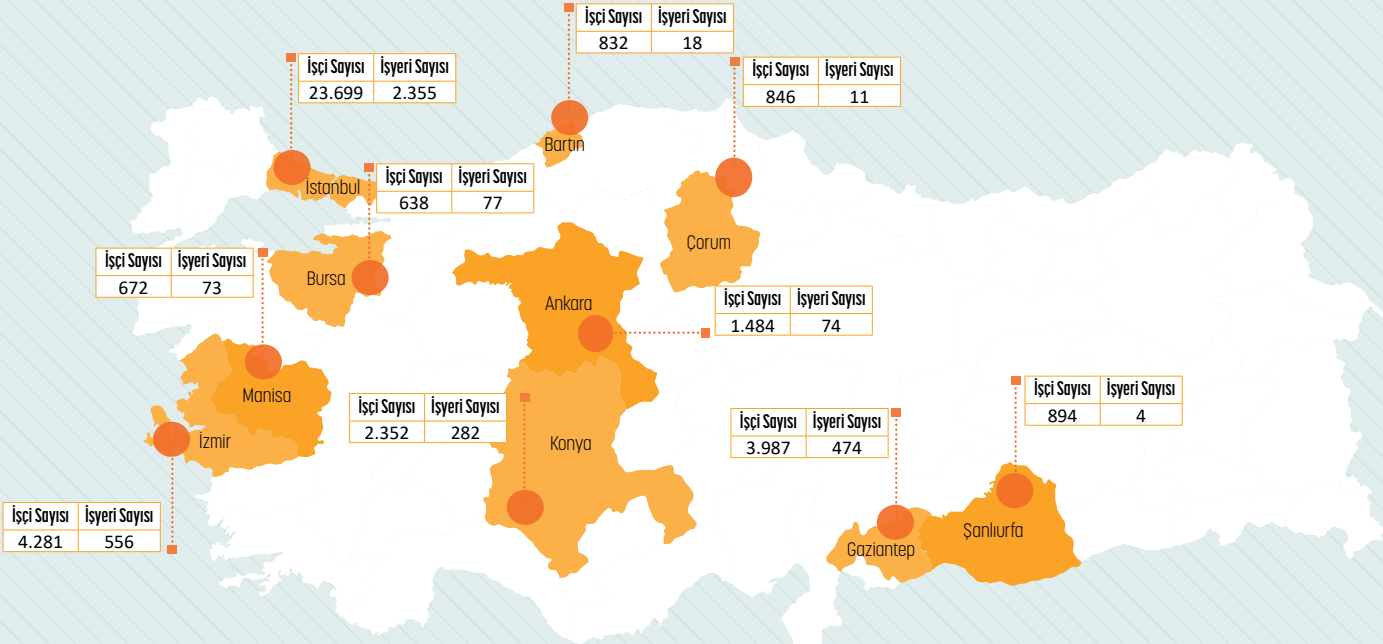 İşçi Sayısı İşyeri Sayısı
832 18
İşçi Sayısı İşyeri Sayısı
23.699 2.355
İşçi Sayısı İşyeri Sayısı
846 11
Bartın
İstanbul
İşçi Sayısı İşyeri Sayısı
638 77
Çorum
İşçi Sayısı İşyeri Sayısı
672 73
Bursa
Ankara
İşçi Sayısı İşyeri Sayısı
1.484 74
Manisa
İşçi Sayısı İşyeri Sayısı
2.352 282
İzmir
Konya
İşçi Sayısı İşyeri Sayısı
894 4
İşçi Sayısı İşyeri Sayısı
3.987 474
İşçi Sayısı İşyeri Sayısı
4.281 556
Gaziantep
Şanlıurfa